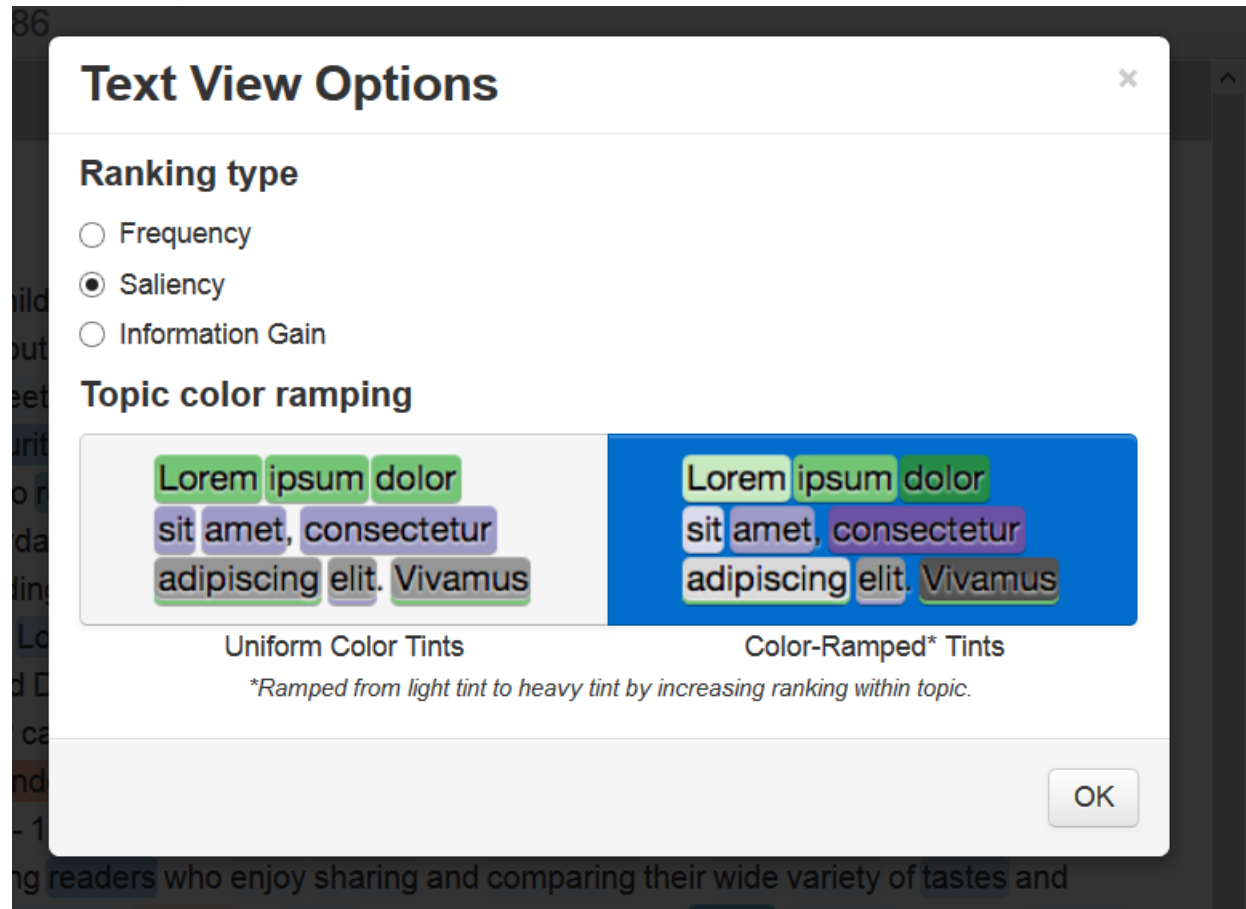 86
Text View Options
×
Ranking type
Frequency
Saliency
Information Gain
Topic color ramping
Lorem ipsum dolor
sit amet, consectetur
adipiscing elit. Vivamus
Lorem ipsum dolor
sit amet, consectetur
adipiscing elit. Vivamus
Uniform Color Tints
Color-Ramped* Tints
*Ramped from light tint to heavy tint by increasing ranking within topic.
OK
readers who enjoy sharing and comparing their wide variety of tastes and